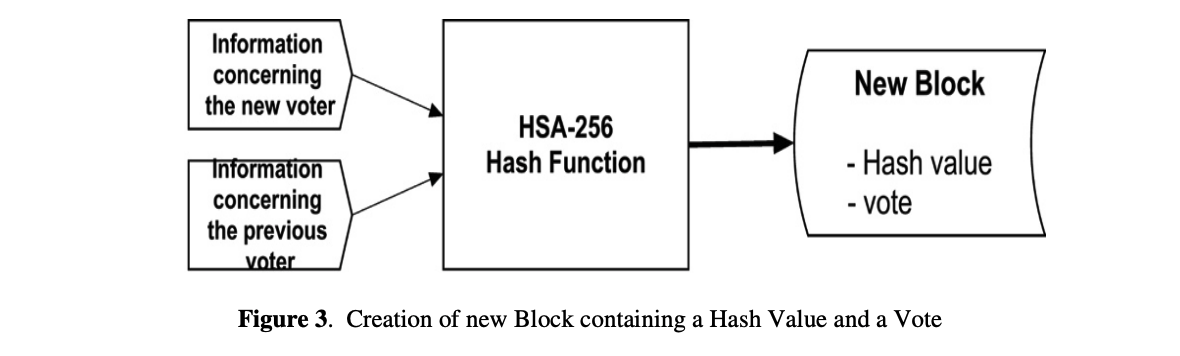 Information
concerning
the new voter
Information
concerning
the previous
voter
HSA-256
Hash Function
New Block
- Hash value
- vote
Figure 3. Creation of new Block containing a Hash Value and a Vote